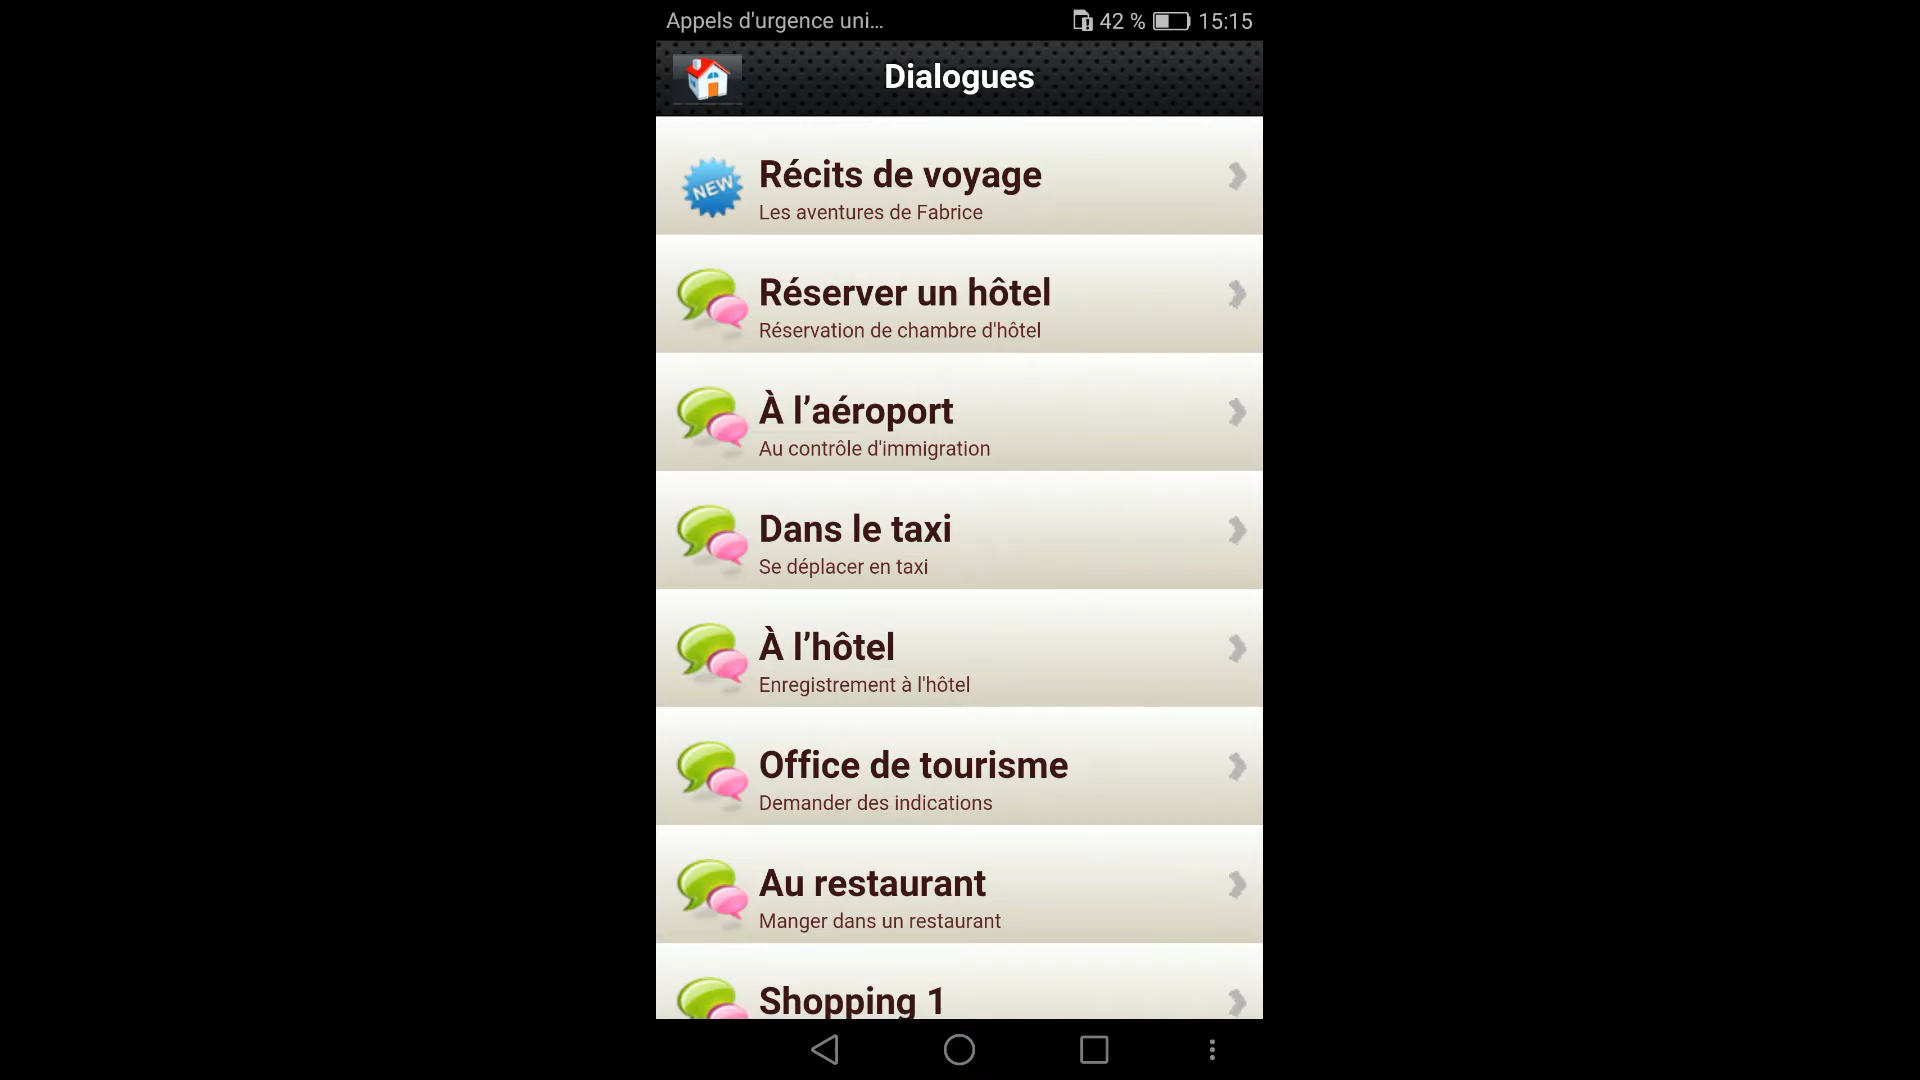 Appels d'urgence uni...
42 %
15:15
Dialogues
NEW
Récits de voyage
Les aventures de Fabrice
Réserver un hôtel
Réservation de chambre d'hôtel
À l’aéroport
Au contrôle d'immigration
Dans le taxi
Se déplacer en taxi
À l’hôtel
Enregistrement à l'hôtel
Office de tourisme
Demander des indications
Au restaurant
Manger dans un restaurant
Shopping 1